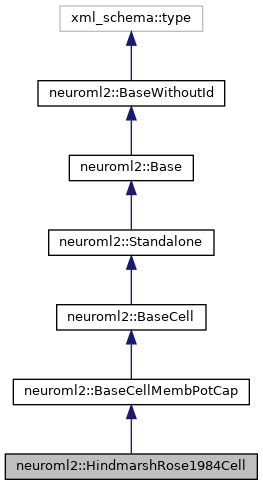 xml_schema::type
neuroml2::BaseWithoutId
neuroml2::Base
neuroml2::Standalone
neuroml2::BaseCell
neuroml2::BaseCellMembPotCap
neuroml2::HindmarshRose1984Cell